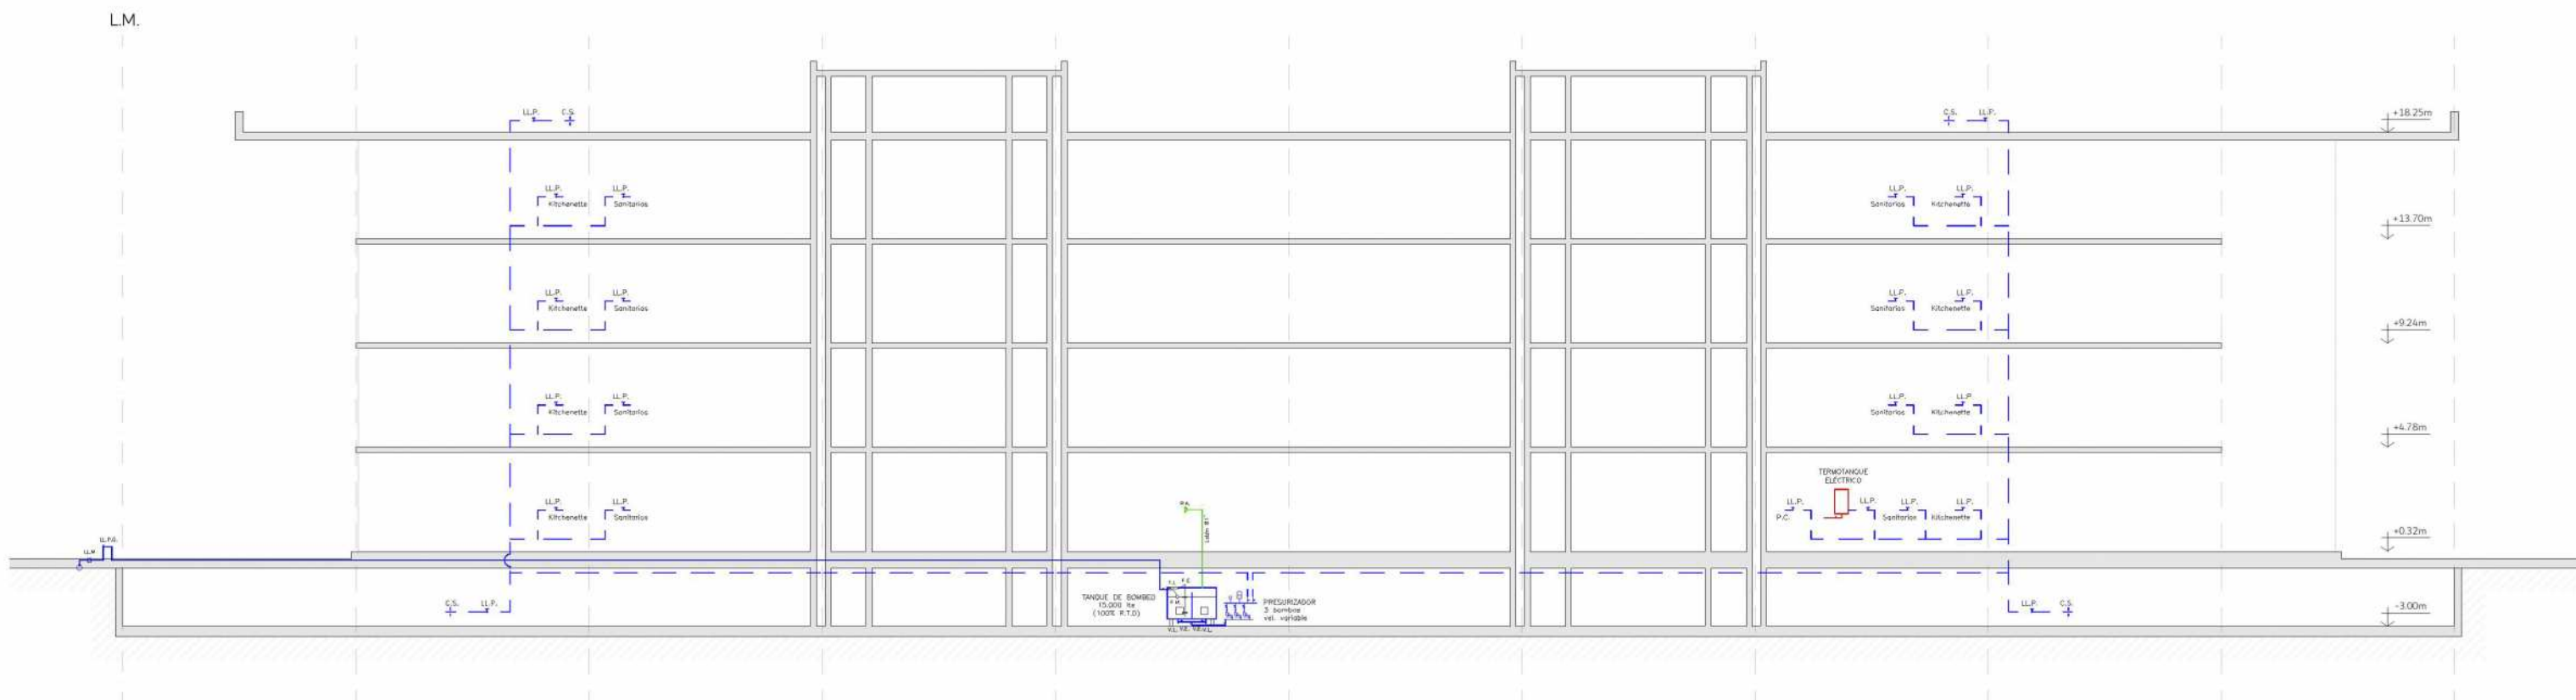 L.M.
LL.P. C.S.
C.S. LL.P.
+18.25m
LL.P. LL.P.
Kitchenette Sanitarios
LL.P. LL.P.
Sanitarios Kitchenette
+13.70m
LL.P. LL.P.
Kitchenette Sanitarios
LL.P. LL.P.
Sanitarios Kitchenette
+9.24m
LL.P. LL.P.
Kitchenette Sanitarios
LL.P. LL.P
Sanitarios Kitchenette
+4.78m
TERMOTANQUE
ELÉCTRICO
LL.P. LL.P.
Kitchenette Sanitarios
LL.P. LL.P. LL.P. LL.P.
P.C. Sanitarios Kitchenette
+0.32m
LL.M. LL.P.G.
C.S. LL.P.
TANQUE DE BOMBEO
15.000 lts
(100% R.T.D)
V.L. V.E. V.E. V.L.
PRESURIZADOR
3 bombas
vel. variable
LL.P. C.S.
-3.00m